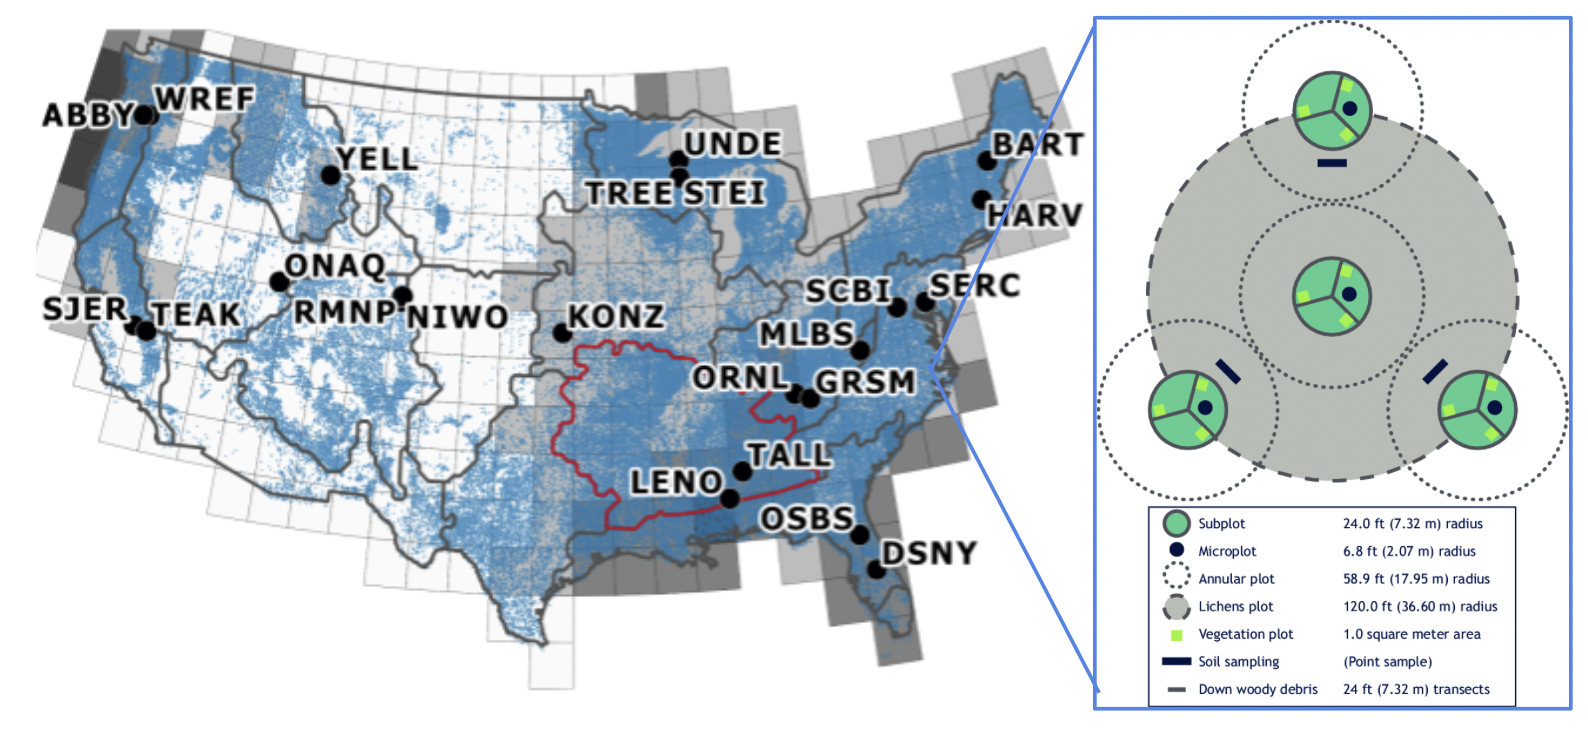 ABBY
WREF
YELL
UNDE
TREE STEI
BART
HARV
ONAQ
RMNP NIWO
SJER TEAK
KONZ
SCBI SERC
MLBS
ORNL GRSM
TALL
LENO
OSBS
DSNY
Subplot 24.0 ft (7.32 m) radius
Microplot 6.8 ft (2.07 m) radius
Annular plot 58.9 ft (17.95 m) radius
Lichens plot 120.0 ft (36.60 m) radius
Vegetation plot 1.0 square meter area
Soil sampling (Point sample)
Down woody debris 24 ft (7.32 m) transects